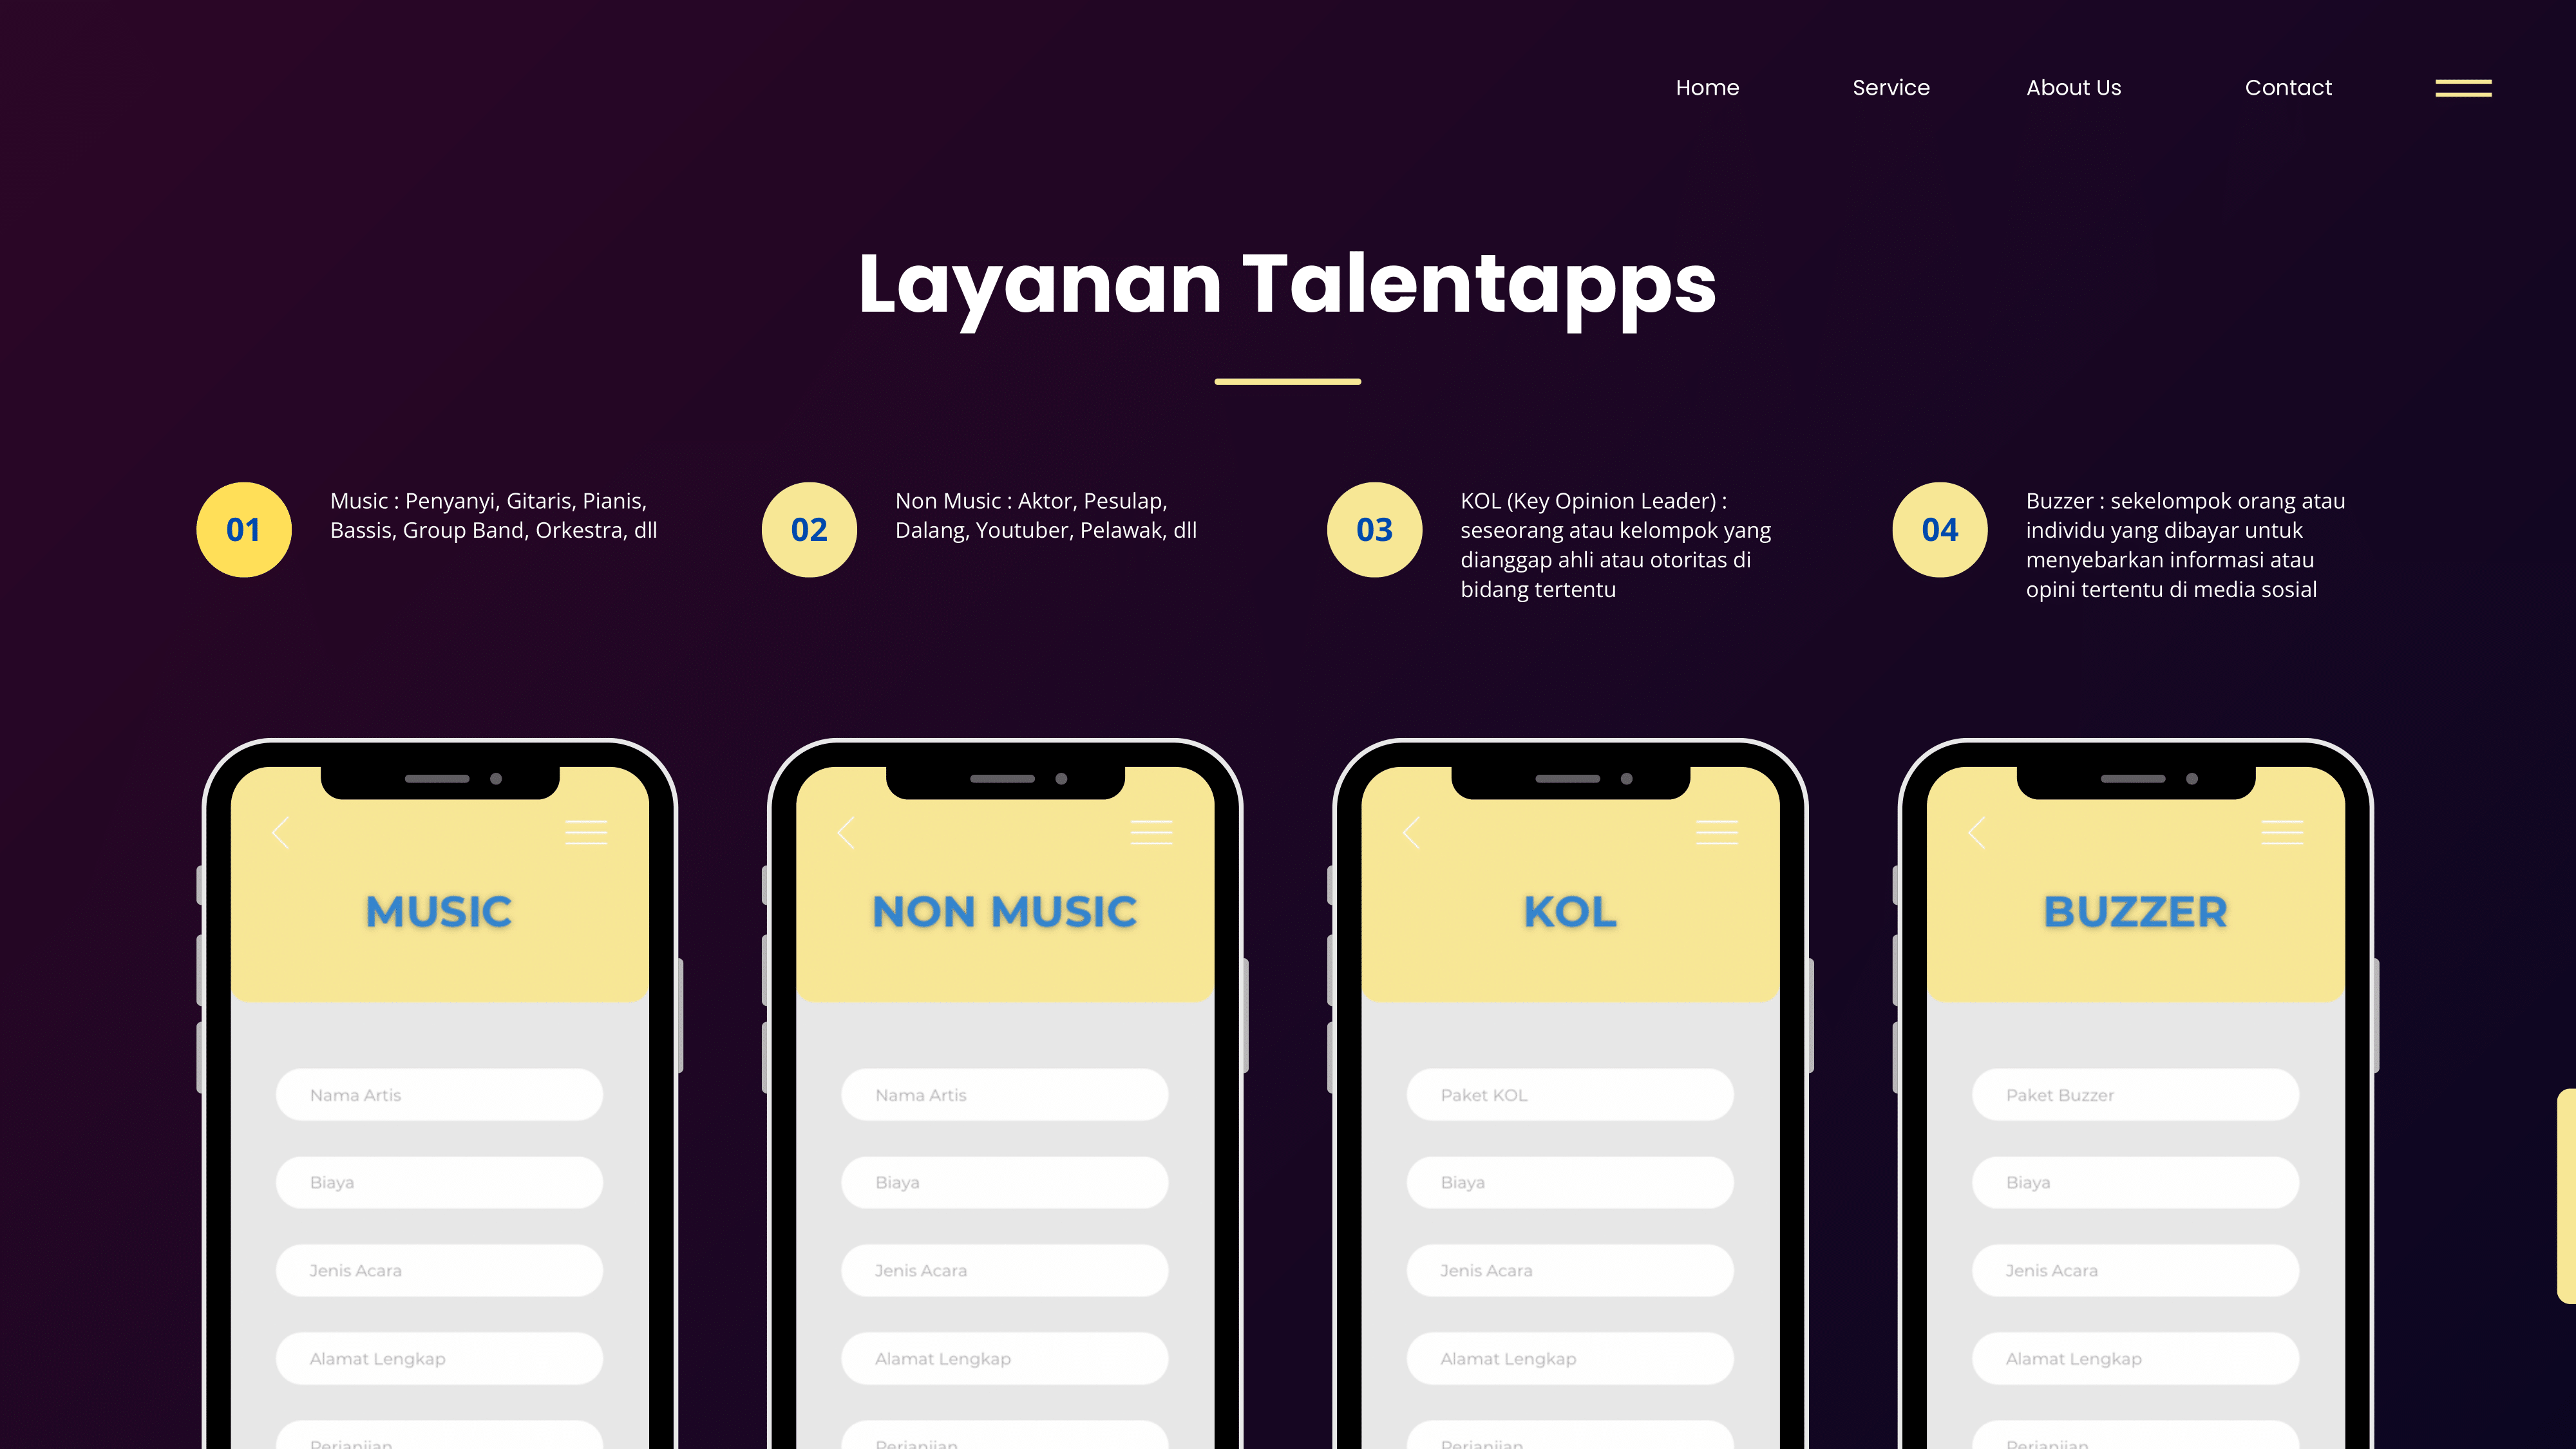 Home
Service
About Us
Contact
Layanan Talentapps
01
Music : Penyanyi, Gitaris, Pianis,
Bassis, Group Band, Orkestra, dll
02
Non Music : Aktor, Pesulap,
Dalang, Youtuber, Pelawak, dll
03
KOL (Key Opinion Leader) :
seseorang atau kelompok yang
dianggap ahli atau otoritas di
bidang tertentu
04
Buzzer : sekelompok orang atau
individu yang dibayar untuk
menyebarkan informasi atau
opini tertentu di media sosial
MUSIC
Nama Artis
Biaya
Jenis Acara
Alamat Lengkap
Perjanjian
NON MUSIC
Nama Artis
Biaya
Jenis Acara
Alamat Lengkap
Perjanjian
KOL
Paket KOL
Biaya
Jenis Acara
Alamat Lengkap
Perjanjian
BUZZER
Paket Buzzer
Biaya
Jenis Acara
Alamat Lengkap
Perjanjian